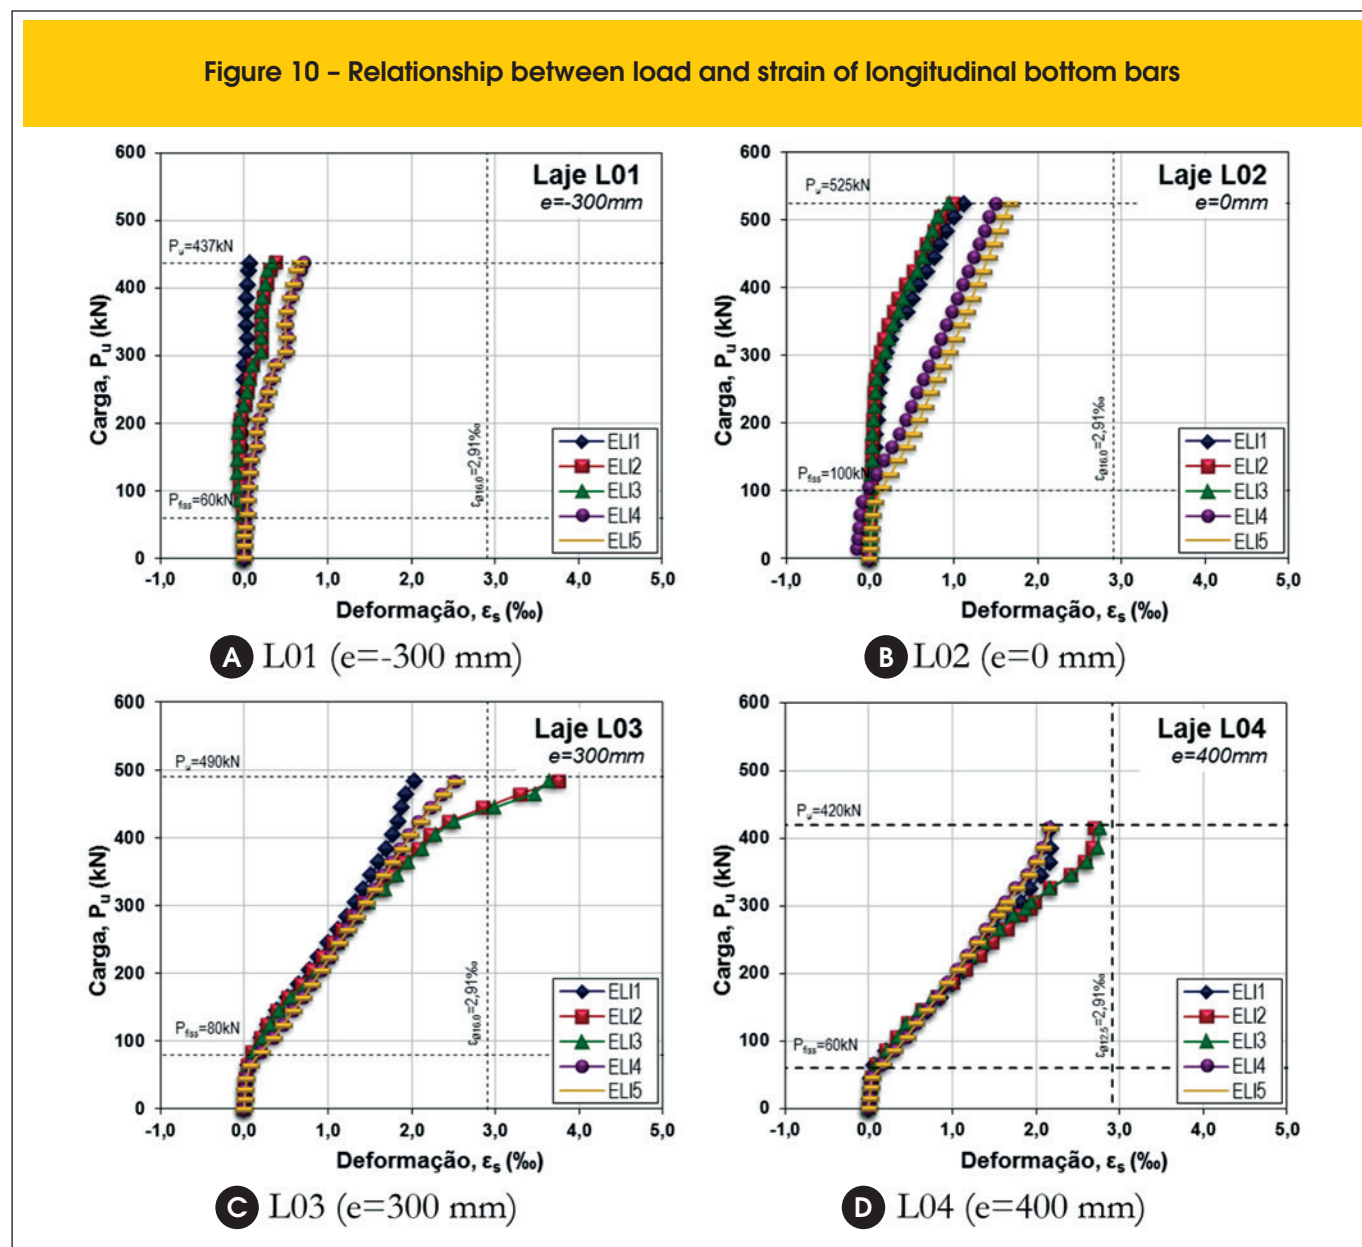 Figure 10 – Relationship between load and strain of longitudinal bottom bars
600
500
400
300
200
100
0
Carga, Pu (kN)
Laje L01
e=-300mm
Pu=437kN
Pfiss=60kN
εØ16.0=2,91‰
ELI1
ELI2
ELI3
ELI4
ELI5
-1,0 0,0 1,0 2,0 3,0 4,0 5,0
Deformação, εs (‰)
A L01 (e=-300 mm)
600
500
400
300
200
100
0
Carga, Pu (kN)
Laje L02
e=0mm
Pu=525kN
Pfiss=100kN
εØ16.0=2,91‰
ELI1
ELI2
ELI3
ELI4
ELI5
-1,0 0,0 1,0 2,0 3,0 4,0 5,0
Deformação, εs (‰)
B L02 (e=0 mm)
600
500
400
300
200
100
0
Carga, Pu (kN)
Laje L03
e=300mm
Pu=490kN
Pfiss=80kN
εØ16.0=2,91‰
ELI1
ELI2
ELI3
ELI4
ELI5
-1,0 0,0 1,0 2,0 3,0 4,0 5,0
Deformação, εs (‰)
C L03 (e=300 mm)
600
500
400
300
200
100
0
Carga, Pu (kN)
Laje L04
e=400mm
Pu=420kN
Pfiss=60kN
εØ12.5=2,91‰
ELI1
ELI2
ELI3
ELI4
ELI5
-1,0 0,0 1,0 2,0 3,0 4,0 5,0
Deformação, εs (‰)
D L04 (e=400 mm)